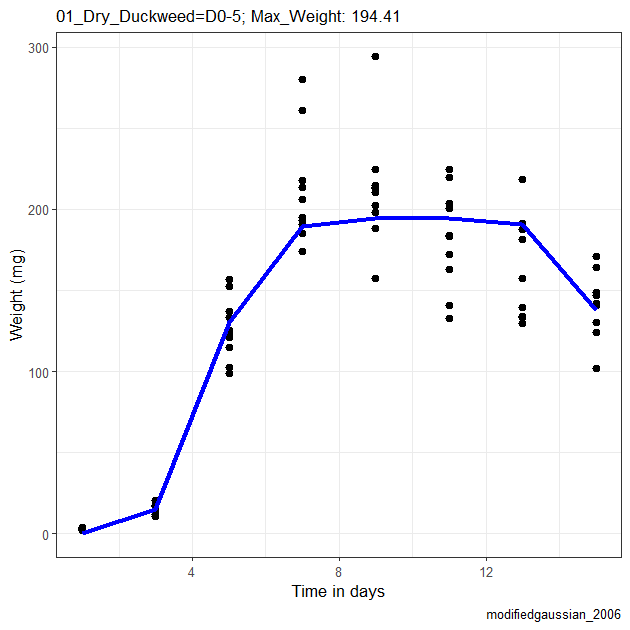 01_Dry_Duckweed=D0-5; Max_Weight: 194.41
300
200
100
0
Weight (mg)
4 8 12
Time in days
modifiedgaussian_2006